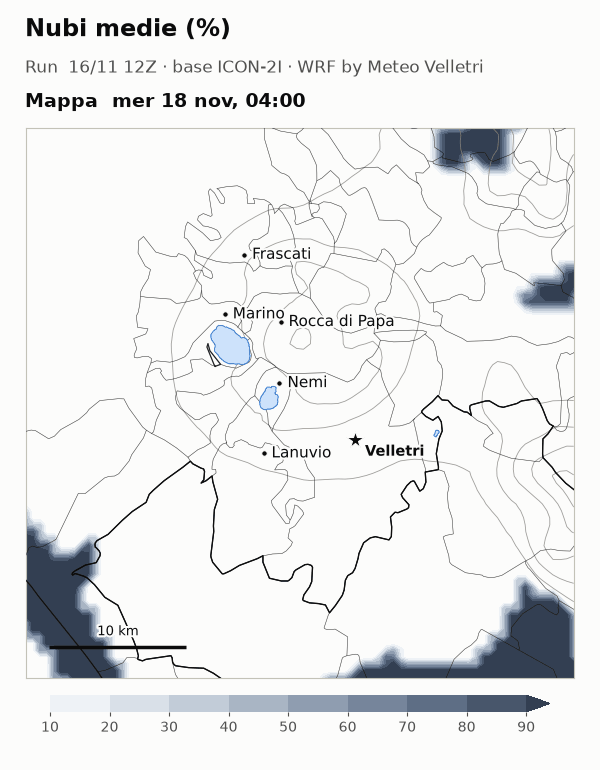 Nubi medie (%)
Run  16/11 12Z · base ICON-2I · WRF by Meteo Velletri
Mappa  mer 18 nov, 04:00
Frascati
Marino
Rocca di Papa
Nemi
Velletri
Lanuvio
10 km
10 20 30 40 50 60 70 80 90